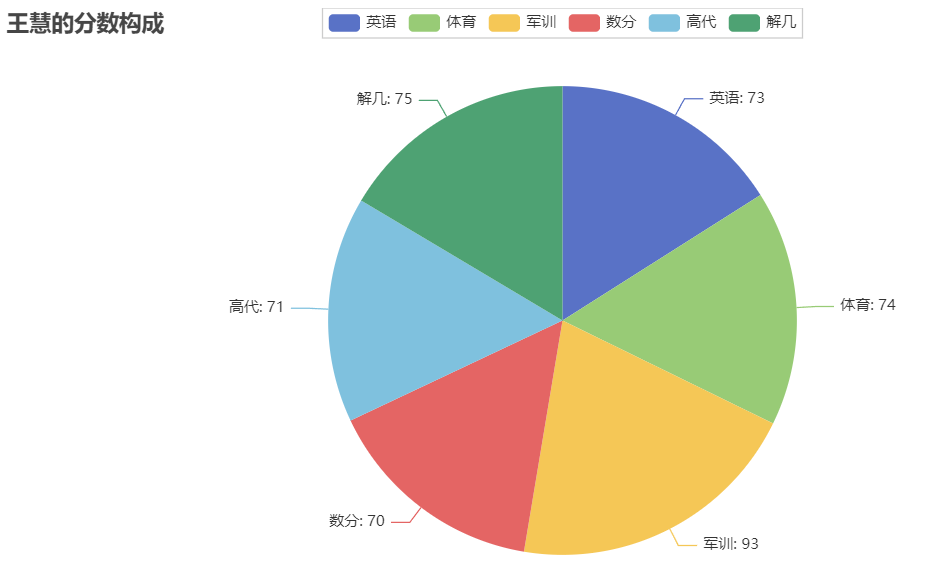 王慧的分数构成
英语 体育 军训 数分 高代 解几
解几: 75
英语: 73
体育: 74
高代: 71
数分: 70
军训: 93